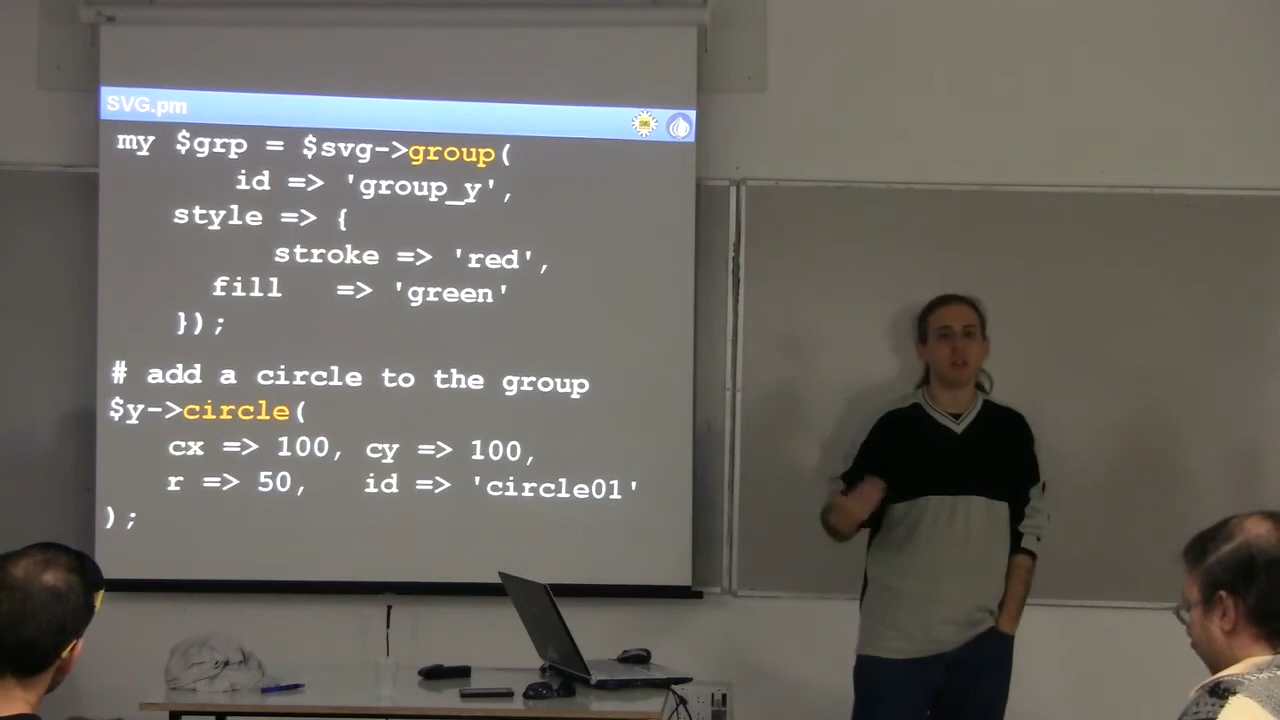 SVG.pm
SVG
my $grp = $svg->group(
id => 'group_y',
style => {
stroke => 'red',
fill => 'green'
});
# add a circle to the group
$y->circle(
cx => 100, cy => 100,
r => 50, id => 'circle01'
);